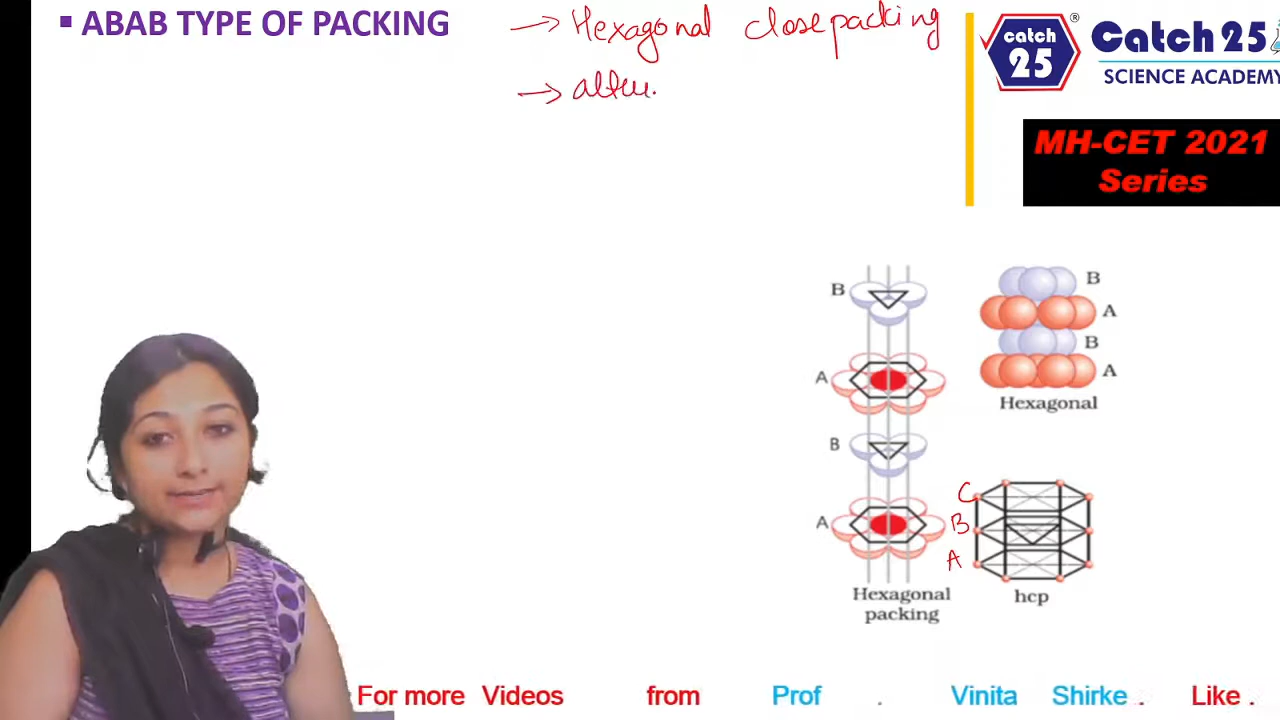 ▪ ABAB TYPE OF PACKING
→ Hexagonal close packing
→ alter.
catch
25
®
Catch 25
SCIENCE ACADEMY
MH-CET 2021
Series
B
A
B
A
Hexagonal
packing
B
A
B
A
Hexagonal
C
B
A
hcp
For more Videos from Prof . Vinita Shirke . Like .